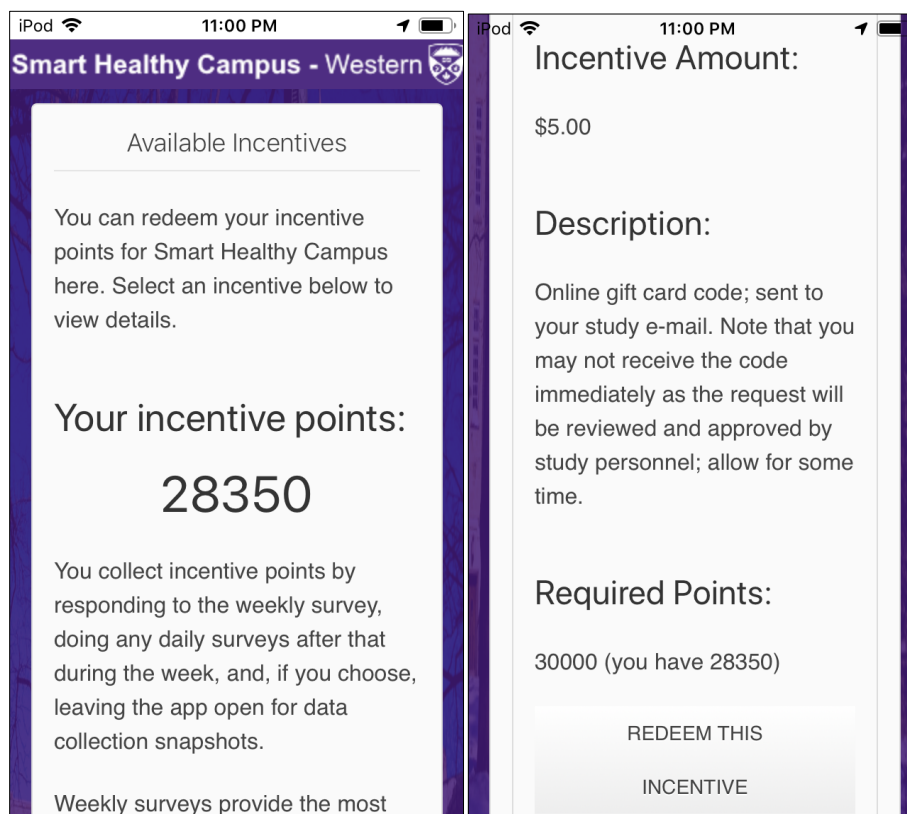 iPod 11:00 PM
Smart Healthy Campus - Western
Available Incentives
You can redeem your incentive
points for Smart Healthy Campus
here. Select an incentive below to
view details.
Your incentive points:
28350
You collect incentive points by
responding to the weekly survey,
doing any daily surveys after that
during the week, and, if you choose,
leaving the app open for data
collection snapshots.
Weekly surveys provide the most
iPod 11:00 PM
Incentive Amount:
$5.00
Description:
Online gift card code; sent to
your study e-mail. Note that you
may not receive the code
immediately as the request will
be reviewed and approved by
study personnel; allow for some
time.
Required Points:
30000 (you have 28350)
REDEEM THIS
INCENTIVE